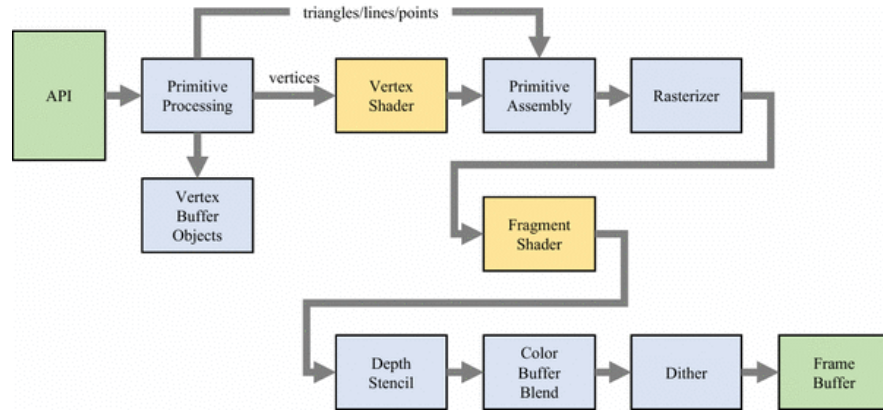 triangles/lines/points
API
Primitive
Processing
vertices
Vertex
Shader
Primitive
Assembly
Rasterizer
Vertex
Buffer
Objects
Fragment
Shader
Depth
Stencil
Color
Buffer
Blend
Dither
Frame
Buffer